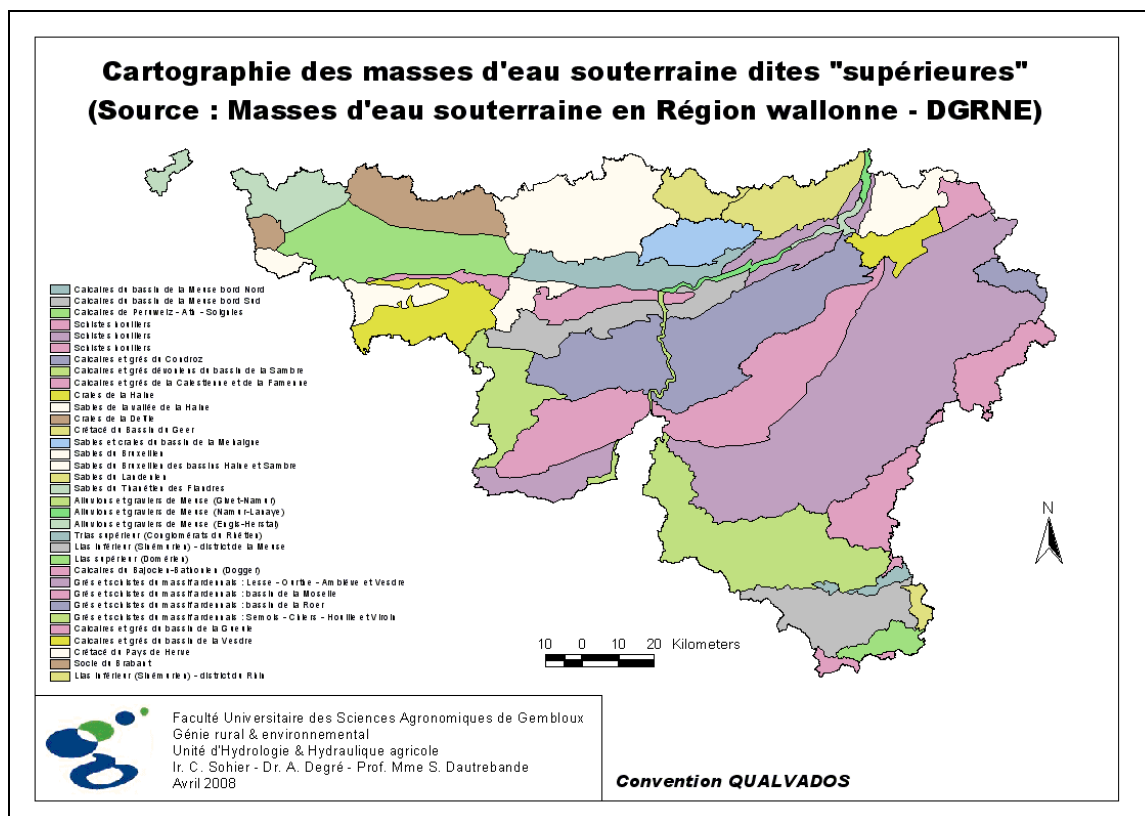 Cartographie des masses d'eau souterraine dites "supérieures"
(Source : Masses d'eau souterraine en Région wallonne - DGRNE)
Calcaires du bassin de la Meuse bord Nord
Calcaires du bassin de la Meuse bord Sud
Calcaires de Peruwelz - Ath - Soignies
Schistes houillers
Schistes houillers
Schistes houillers
Calcaires et grés du Condroz
Calcaires et grés dévoniens du bassin de la Sambre
Calcaires et grés de la Calestienne et de la Famenne
Craies de la Haine
Sables de la vallée de la Haine
Craies de la Deûle
Crétacé du Bassin du Geer
Sables et craies du bassin de la Mehaigne
Sables du Bruxellien
Sables du Bruxellien des bassins Haine et Sambre
Sables du Landenien
Sables du Thanétien des Flandres
Alluvions et graviers de Meuse (Givet-Namur)
Alluvions et graviers de Meuse (Namur-Lanaye)
Alluvions et graviers de Meuse (Engis-Herstal)
Trias supérieur (Conglomérats du Rhétien)
Lias inférieur (Sinémurien) - district de la Meuse
Lias supérieur (Domérien)
Calcaires du Bajocien-Bathonien (Dogger)
Grés et schistes du massif ardennais : Lesse - Ourthe - Amblève et Vesdre
Grés et schistes du massif ardennais : bassin de la Moselle
Grés et schistes du massif ardennais : bassin de la Roer
Grés et schistes du massif ardennais : Semois - Chiers - Houille et Viroin
Calcaires et grés du bassin de la Gueule
Calcaires et grés du bassin de la Vesdre
Crétacé du Pays de Herve
Socle du Brabant
Lias inférieur (Sinémurien) - district du Rhin
N
10 0 10 20 Kilometers
Faculté Universitaire des Sciences Agronomiques de Gembloux
Génie rural & environnemental
Unité d'Hydrologie & Hydraulique agricole
Ir. C. Sohier - Dr. A. Degré - Prof. Mme S. Dautrebande
Avril 2008
Convention QUALVADOS